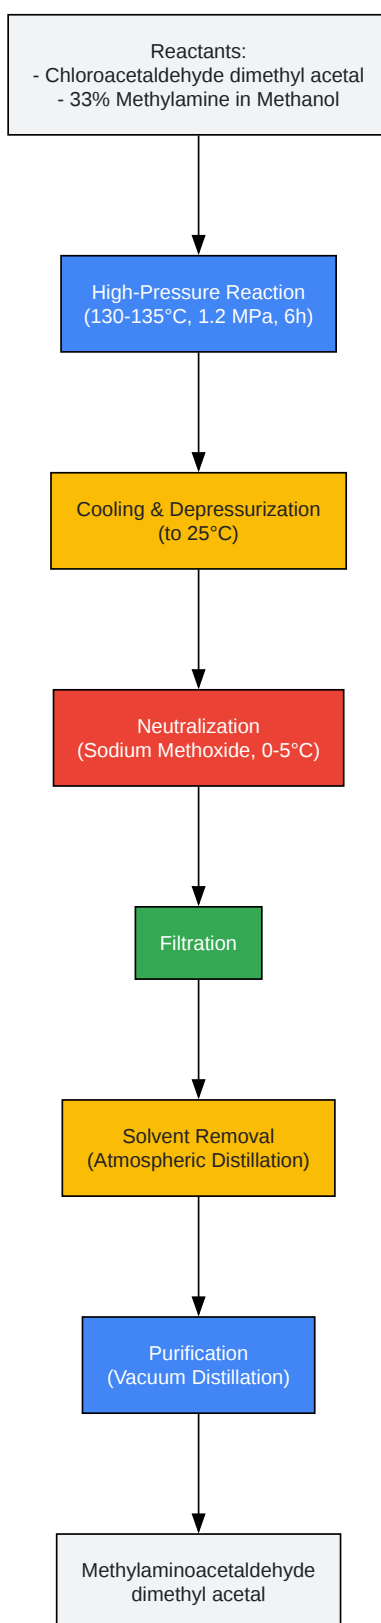 Reactants:
- Chloroacetaldehyde dimethyl acetal
- 33% Methylamine in Methanol
High-Pressure Reaction
(130-135°C, 1.2 MPa, 6h)
Cooling & Depressurization
(to 25°C)
Neutralization
(Sodium Methoxide, 0-5°C)
Filtration
Solvent Removal
(Atmospheric Distillation)
Purification
(Vacuum Distillation)
Methylaminoacetaldehyde
dimethyl acetal